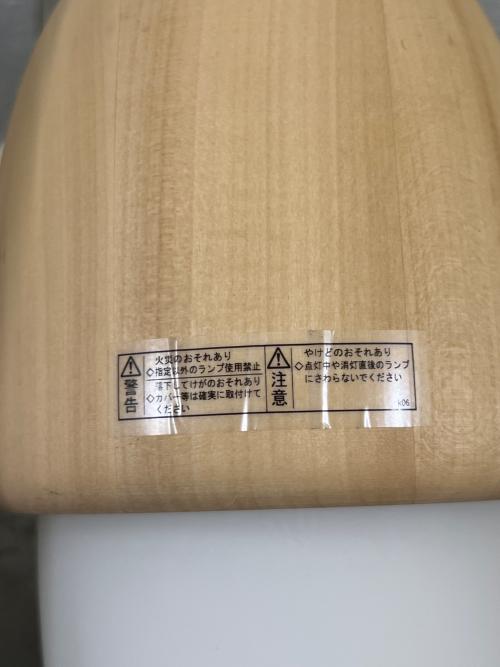 警告
火災のおそれあり
◇指定以外のランプ使用禁止
落下してけがのおそれあり
◇カバー等は確実に取付けて
ください
注意
やけどのおそれあり
◇点灯中や消灯直後のランプ
にさわらないでください
K06